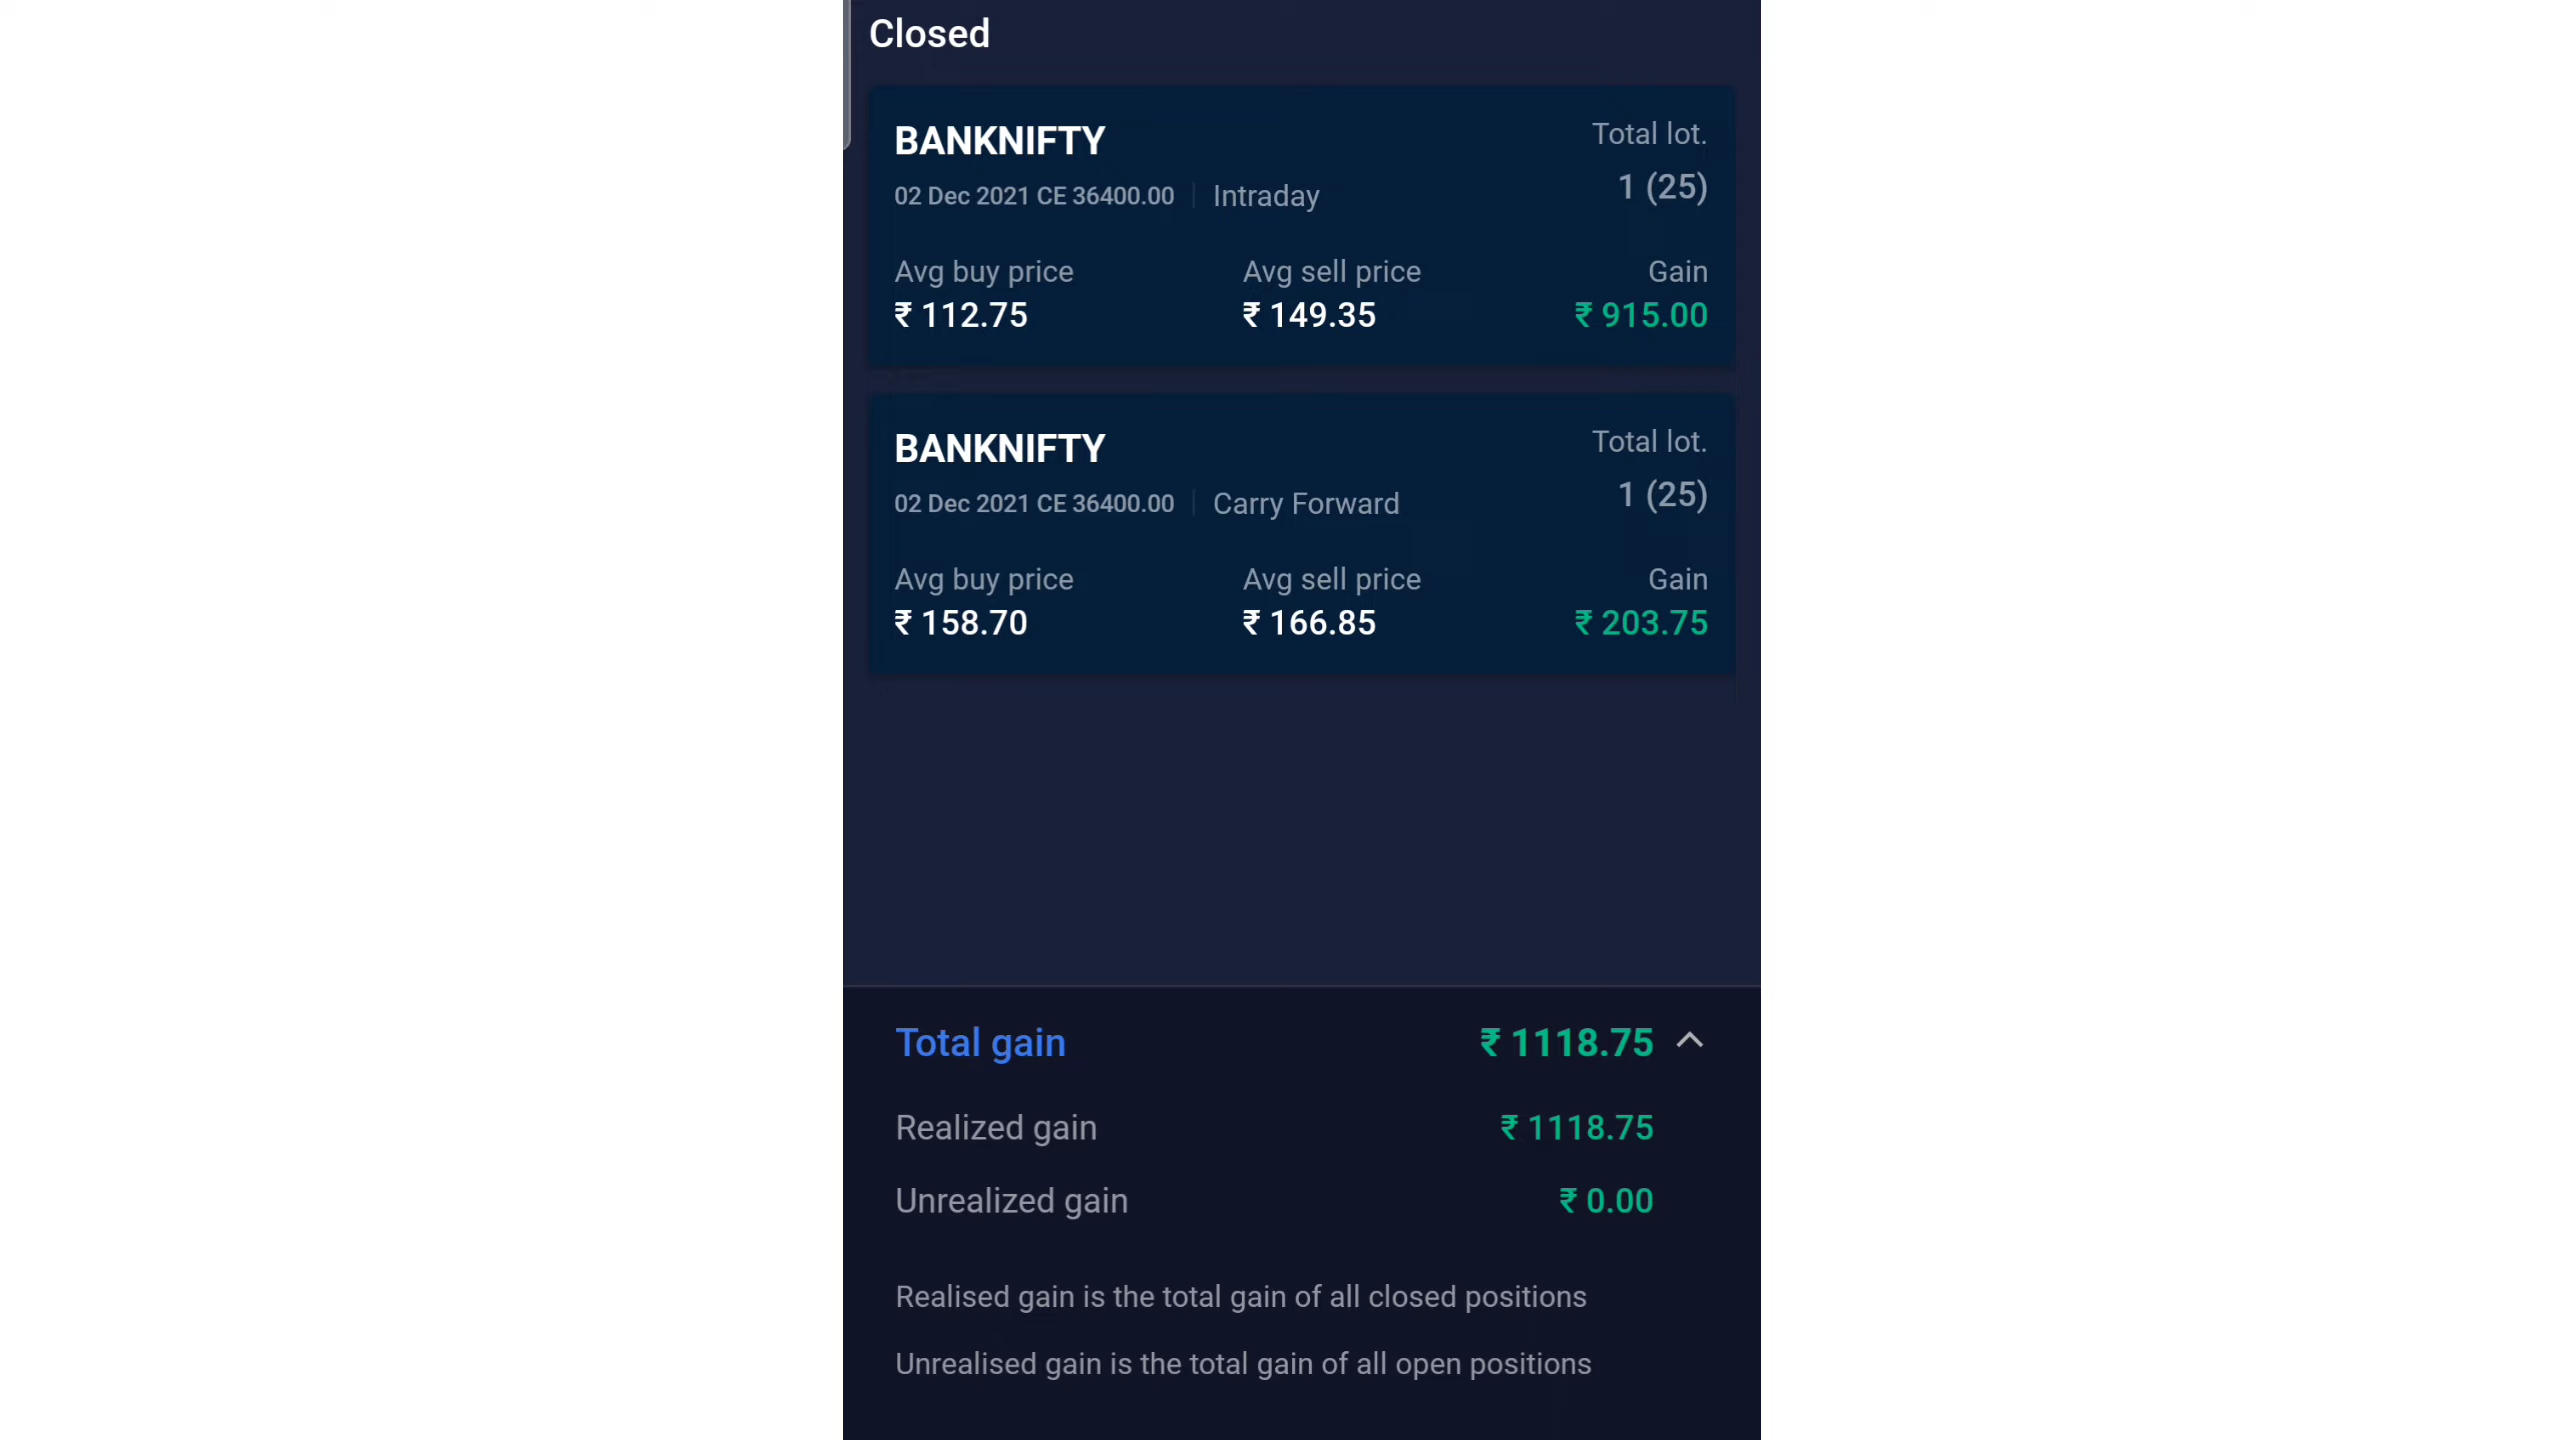 Closed
BANKNIFTY
Total lot.
02 Dec 2021 CE 36400.00 | Intraday
1 (25)
Avg buy price
Avg sell price
Gain
₹ 112.75
₹ 149.35
₹ 915.00
BANKNIFTY
Total lot.
02 Dec 2021 CE 36400.00 | Carry Forward
1 (25)
Avg buy price
Avg sell price
Gain
₹ 158.70
₹ 166.85
₹ 203.75
Total gain
₹ 1118.75
Realized gain
₹ 1118.75
Unrealized gain
₹ 0.00
Realised gain is the total gain of all closed positions
Unrealised gain is the total gain of all open positions